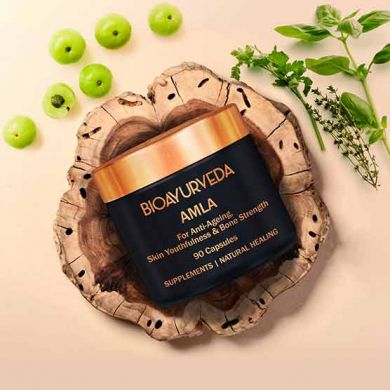 BIOAYURVEDA
AMLA
For Anti-Ageing,
Skin Youthfulness & Bone Strength
90 Capsules
SUPPLEMENTS | NATURAL HEALING